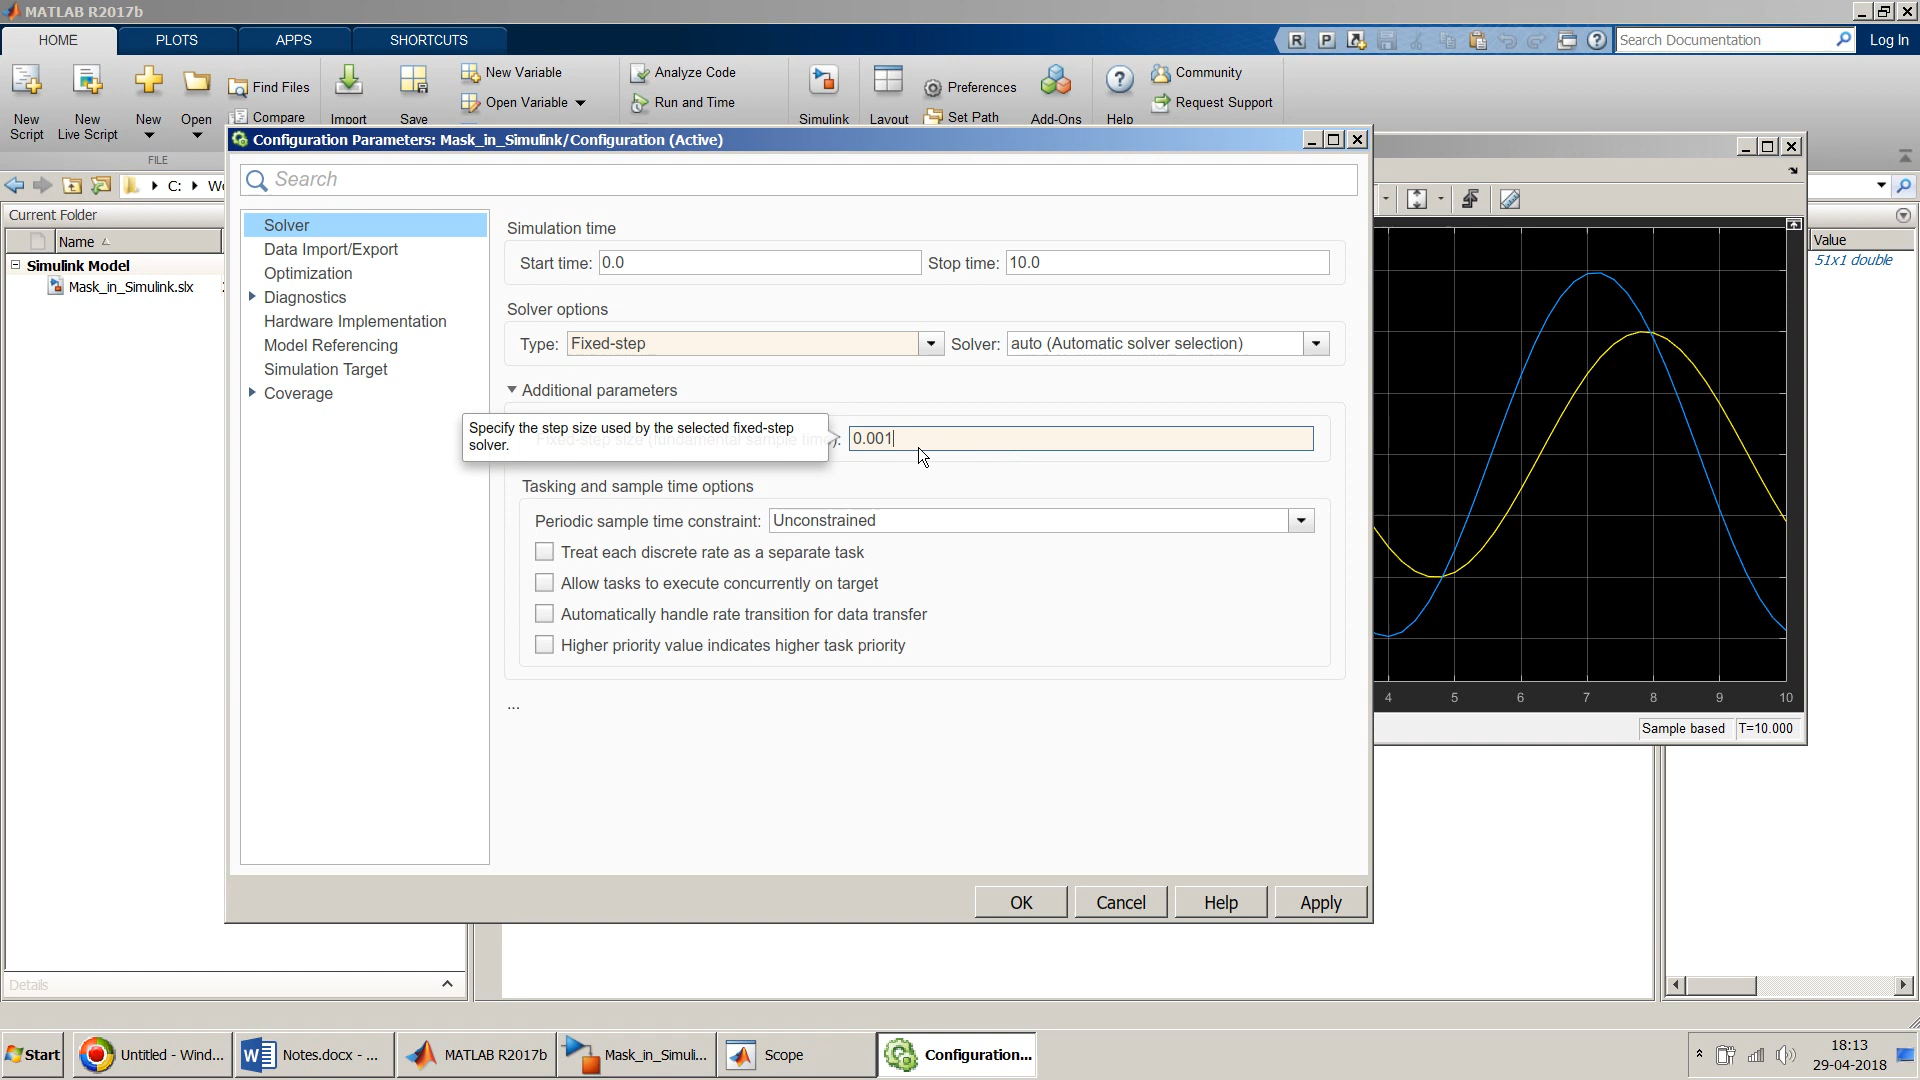 MATLAB R2017b
HOME PLOTS APPS SHORTCUTS
Search Documentation Log In
New Script
New Live Script
New
Open
Find Files
Compare
Import
Save
New Variable
Open Variable
Analyze Code
Run and Time
Simulink
Layout
Preferences
Set Path
Add-Ons
Help
Community
Request Support
FILE
C:
Current Folder
Name
Simulink Model
Mask_in_Simulink.slx
Details
Configuration Parameters: Mask_in_Simulink/Configuration (Active)
Search
Solver
Data Import/Export
Optimization
Diagnostics
Hardware Implementation
Model Referencing
Simulation Target
Coverage
Simulation time
Start time: 0.0 Stop time: 10.0
Solver options
Type: Fixed-step Solver: auto (Automatic solver selection)
Additional parameters
Specify the step size used by the selected fixed-step
solver.
Fixed-step size (fundamental sample time): 0.001
Tasking and sample time options
Periodic sample time constraint: Unconstrained
Treat each discrete rate as a separate task
Allow tasks to execute concurrently on target
Automatically handle rate transition for data transfer
Higher priority value indicates higher task priority
...
OK Cancel Help Apply
4 5 6 7 8 9 10
Sample based T=10.000
Value
51x1 double
Start Untitled - Wind... Notes.docx - ... MATLAB R2017b Mask_in_Simuli... Scope Configuration...
18:13
29-04-2018